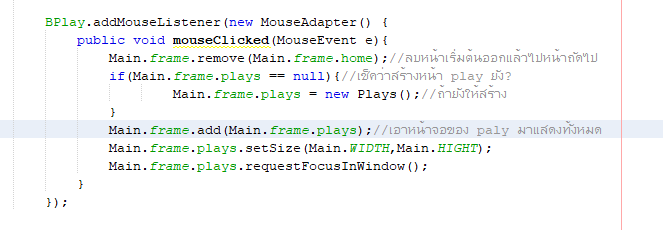 BPlay.addMouseListener(new MouseAdapter() {
public void mouseClicked(MouseEvent e){
Main.frame.remove(Main.frame.home);//ลบหน้าเริ่มต้นออกแล้วไปหน้าถัดไป
if(Main.frame.plays == null){//เช็คว่าสร้างหน้า play ยัง?
Main.frame.plays = new Plays();//ถ้ายังให้สร้าง
}
Main.frame.add(Main.frame.plays);//เอาหน้าจอของ paly มาแสดงทั้งหมด
Main.frame.plays.setSize(Main.WIDTH,Main.HIGHT);
Main.frame.plays.requestFocusInWindow();
}
});